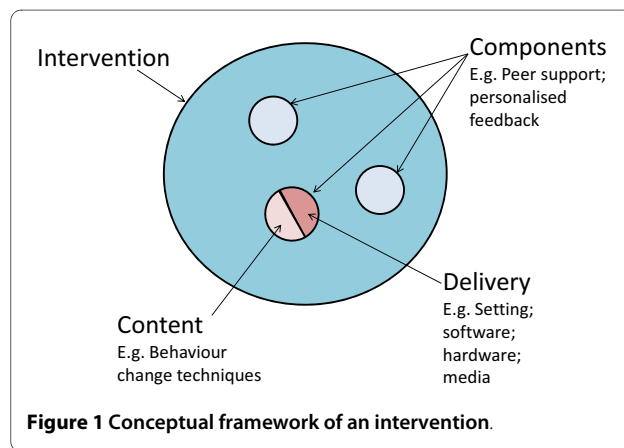 Intervention
Components
E.g. Peer support;
personalised
feedback
Content
E.g. Behaviour
change techniques
Delivery
E.g. Setting;
software;
hardware;
media
Figure 1 Conceptual framework of an intervention.